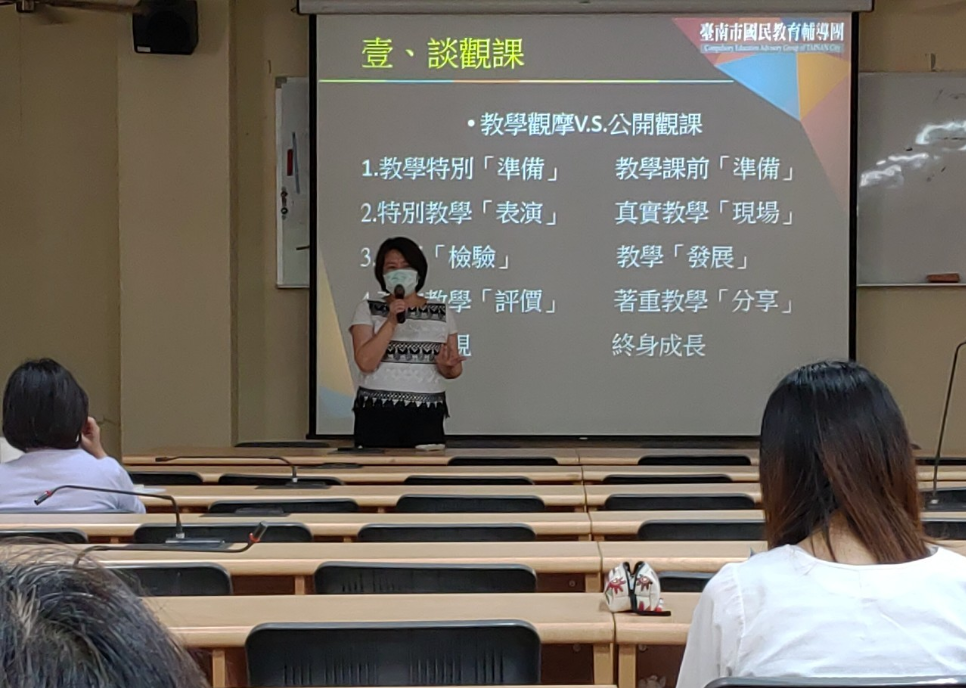 臺南市國民教育輔導團
Compulsory Education Advisory Group of TAINAN City
壹、談觀課
•教學觀摩V.S.公開觀課
1.教學特別「準備」 教學課前「準備」
2.特別教學「表演」 真實教學「現場」
3. 「檢驗」 教學「發展」
教學「評價」 著重教學「分享」
現 終身成長